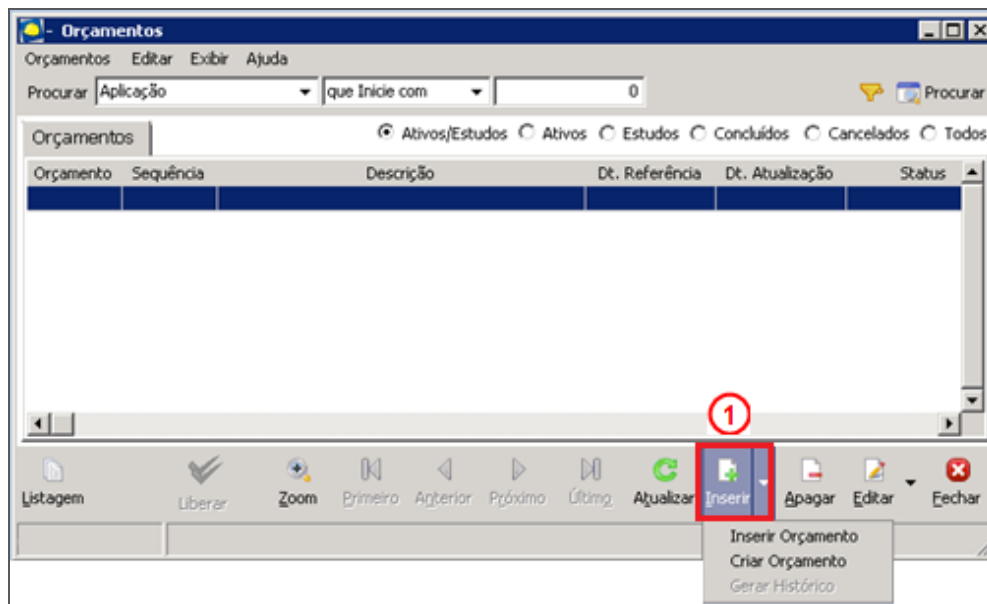 - Orçamentos
Orçamentos Editar Exibir Ajuda
Procurar Aplicação que Inicie com 0 Procurar
Orçamentos Ativos/Estudos Ativos Estudos Concluídos Cancelados Todos
Orçamento Sequência Descrição Dt. Referência Dt. Atualização Status
1
Listagem Liberar Zoom Primeiro Anterior Próximo Último Atualizar Inserir Apagar Editar Fechar
Inserir Orçamento
Criar Orçamento
Gerar Histórico